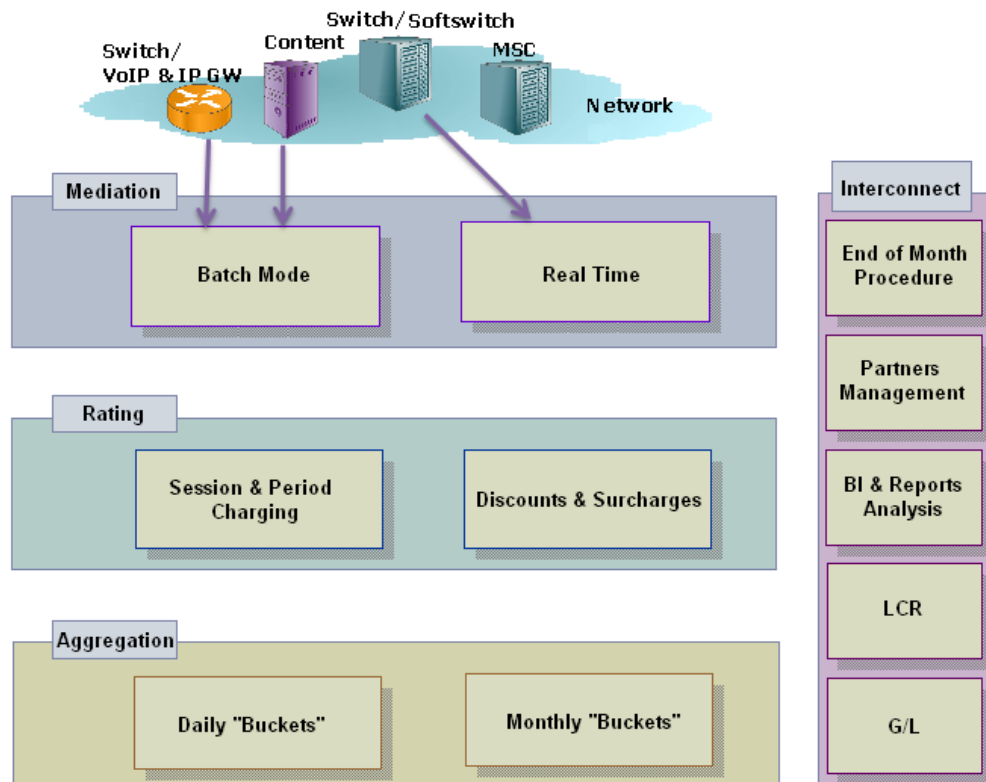 Switch/Softswitch
Content
MSC
Switch/
VoIP & IP GW
Network
Mediation
Batch Mode
Real Time
Rating
Session & Period
Charging
Discounts & Surcharges
Aggregation
Daily "Buckets"
Monthly "Buckets"
Interconnect
End of Month
Procedure
Partners
Management
BI & Reports
Analysis
LCR
G/L